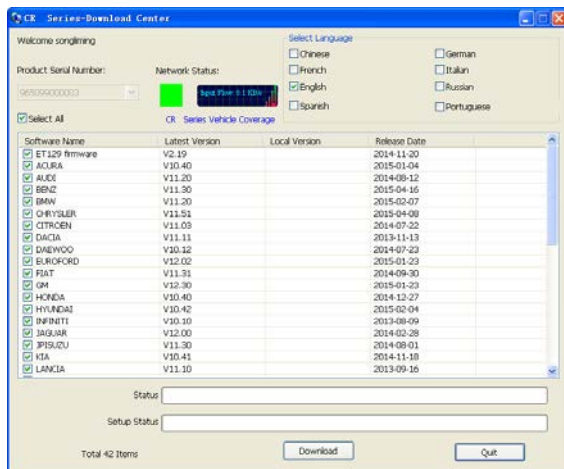 CR Series-Download Center
Welcome songliming
Select Language
Chinese
German
French
Italian
English
Russian
Spanish
Portuguese
Product Serial Number:
Network Status:
965099000003
Input Flow: 0.1 KB/s
Select All
CR Series Vehicle Coverage
Software Name Latest Version Local Version Release Date
ET129 firmware V2.19 2014-11-20
ACURA V10.40 2015-01-04
AUDI V11.20 2014-08-12
BENZ V11.30 2015-04-16
BMW V11.20 2015-02-07
CHRYSLER V11.51 2015-04-08
CITROEN V11.03 2014-07-22
DACIA V11.11 2013-11-13
DAEWOO V10.12 2014-07-23
EUROFORD V12.02 2015-01-23
FIAT V11.31 2014-09-30
GM V12.30 2015-01-23
HONDA V10.40 2014-12-27
HYUNDAI V10.42 2015-02-04
INFINITI V10.10 2013-08-09
JAGUAR V12.00 2014-02-28
JPISUZU V11.30 2014-08-01
KIA V10.41 2014-11-18
LANCIA V11.10 2013-09-16
Status
Setup Status
Total 42 Items
Download
Quit